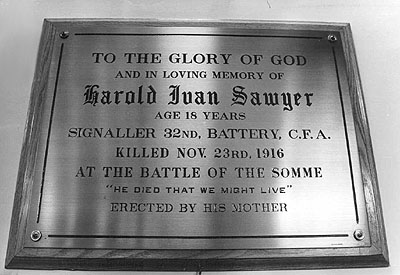 TO THE GLORY OF GOD
AND IN LOVING MEMORY OF
Harold Ivan Sawyer
AGE 18 YEARS
SIGNALLER 32ND, BATTERY, C.F.A.
KILLED NOV. 23RD, 1916
AT THE BATTLE OF THE SOMME
"HE DIED THAT WE MIGHT LIVE"
ERECTED BY HIS MOTHER